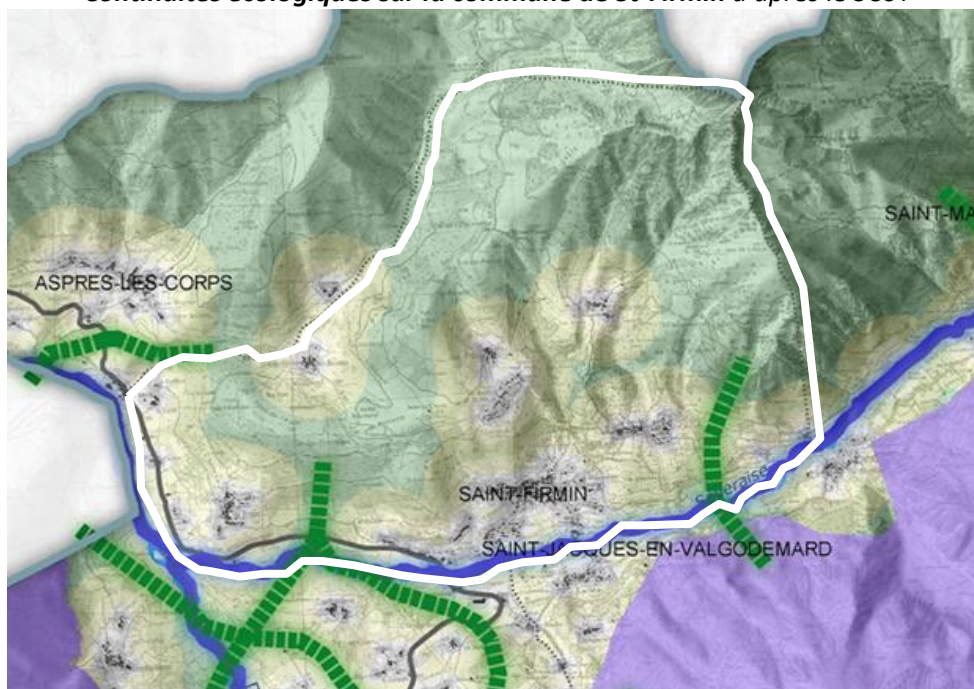 continuités écologiques sur la commune de St-Firmin d'après le SCoT
SAINT-MA
ASPRES-LES-CORPS
SAINT-FIRMIN
SAINT-JACQUES-EN-VALGODEMARD